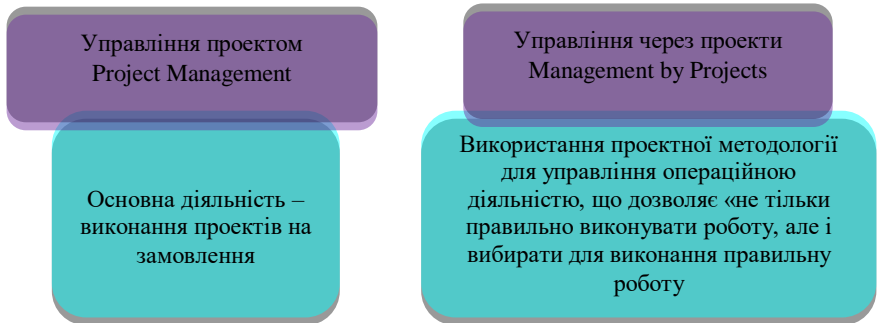 Управління проектом
Project Management
Основна діяльність –
виконання проектів на
замовлення
Управління через проекти
Management by Projects
Використання проектної методології
для управління операційною
діяльністю, що дозволяє «не тільки
правильно виконувати роботу, але і
вибирати для виконання правильну
роботу